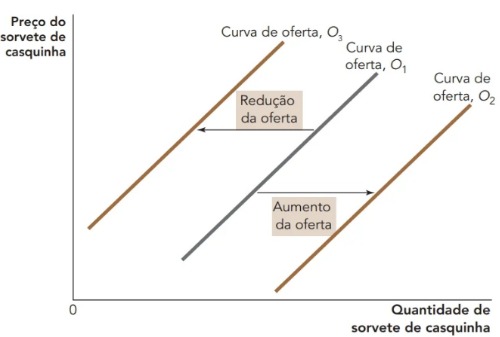 Preço do
sorvete de
casquinha
Curva de oferta, O3
Curva de
oferta, O1
Curva de
oferta, O2
Redução
da oferta
Aumento
da oferta
0
Quantidade de
sorvete de casquinha